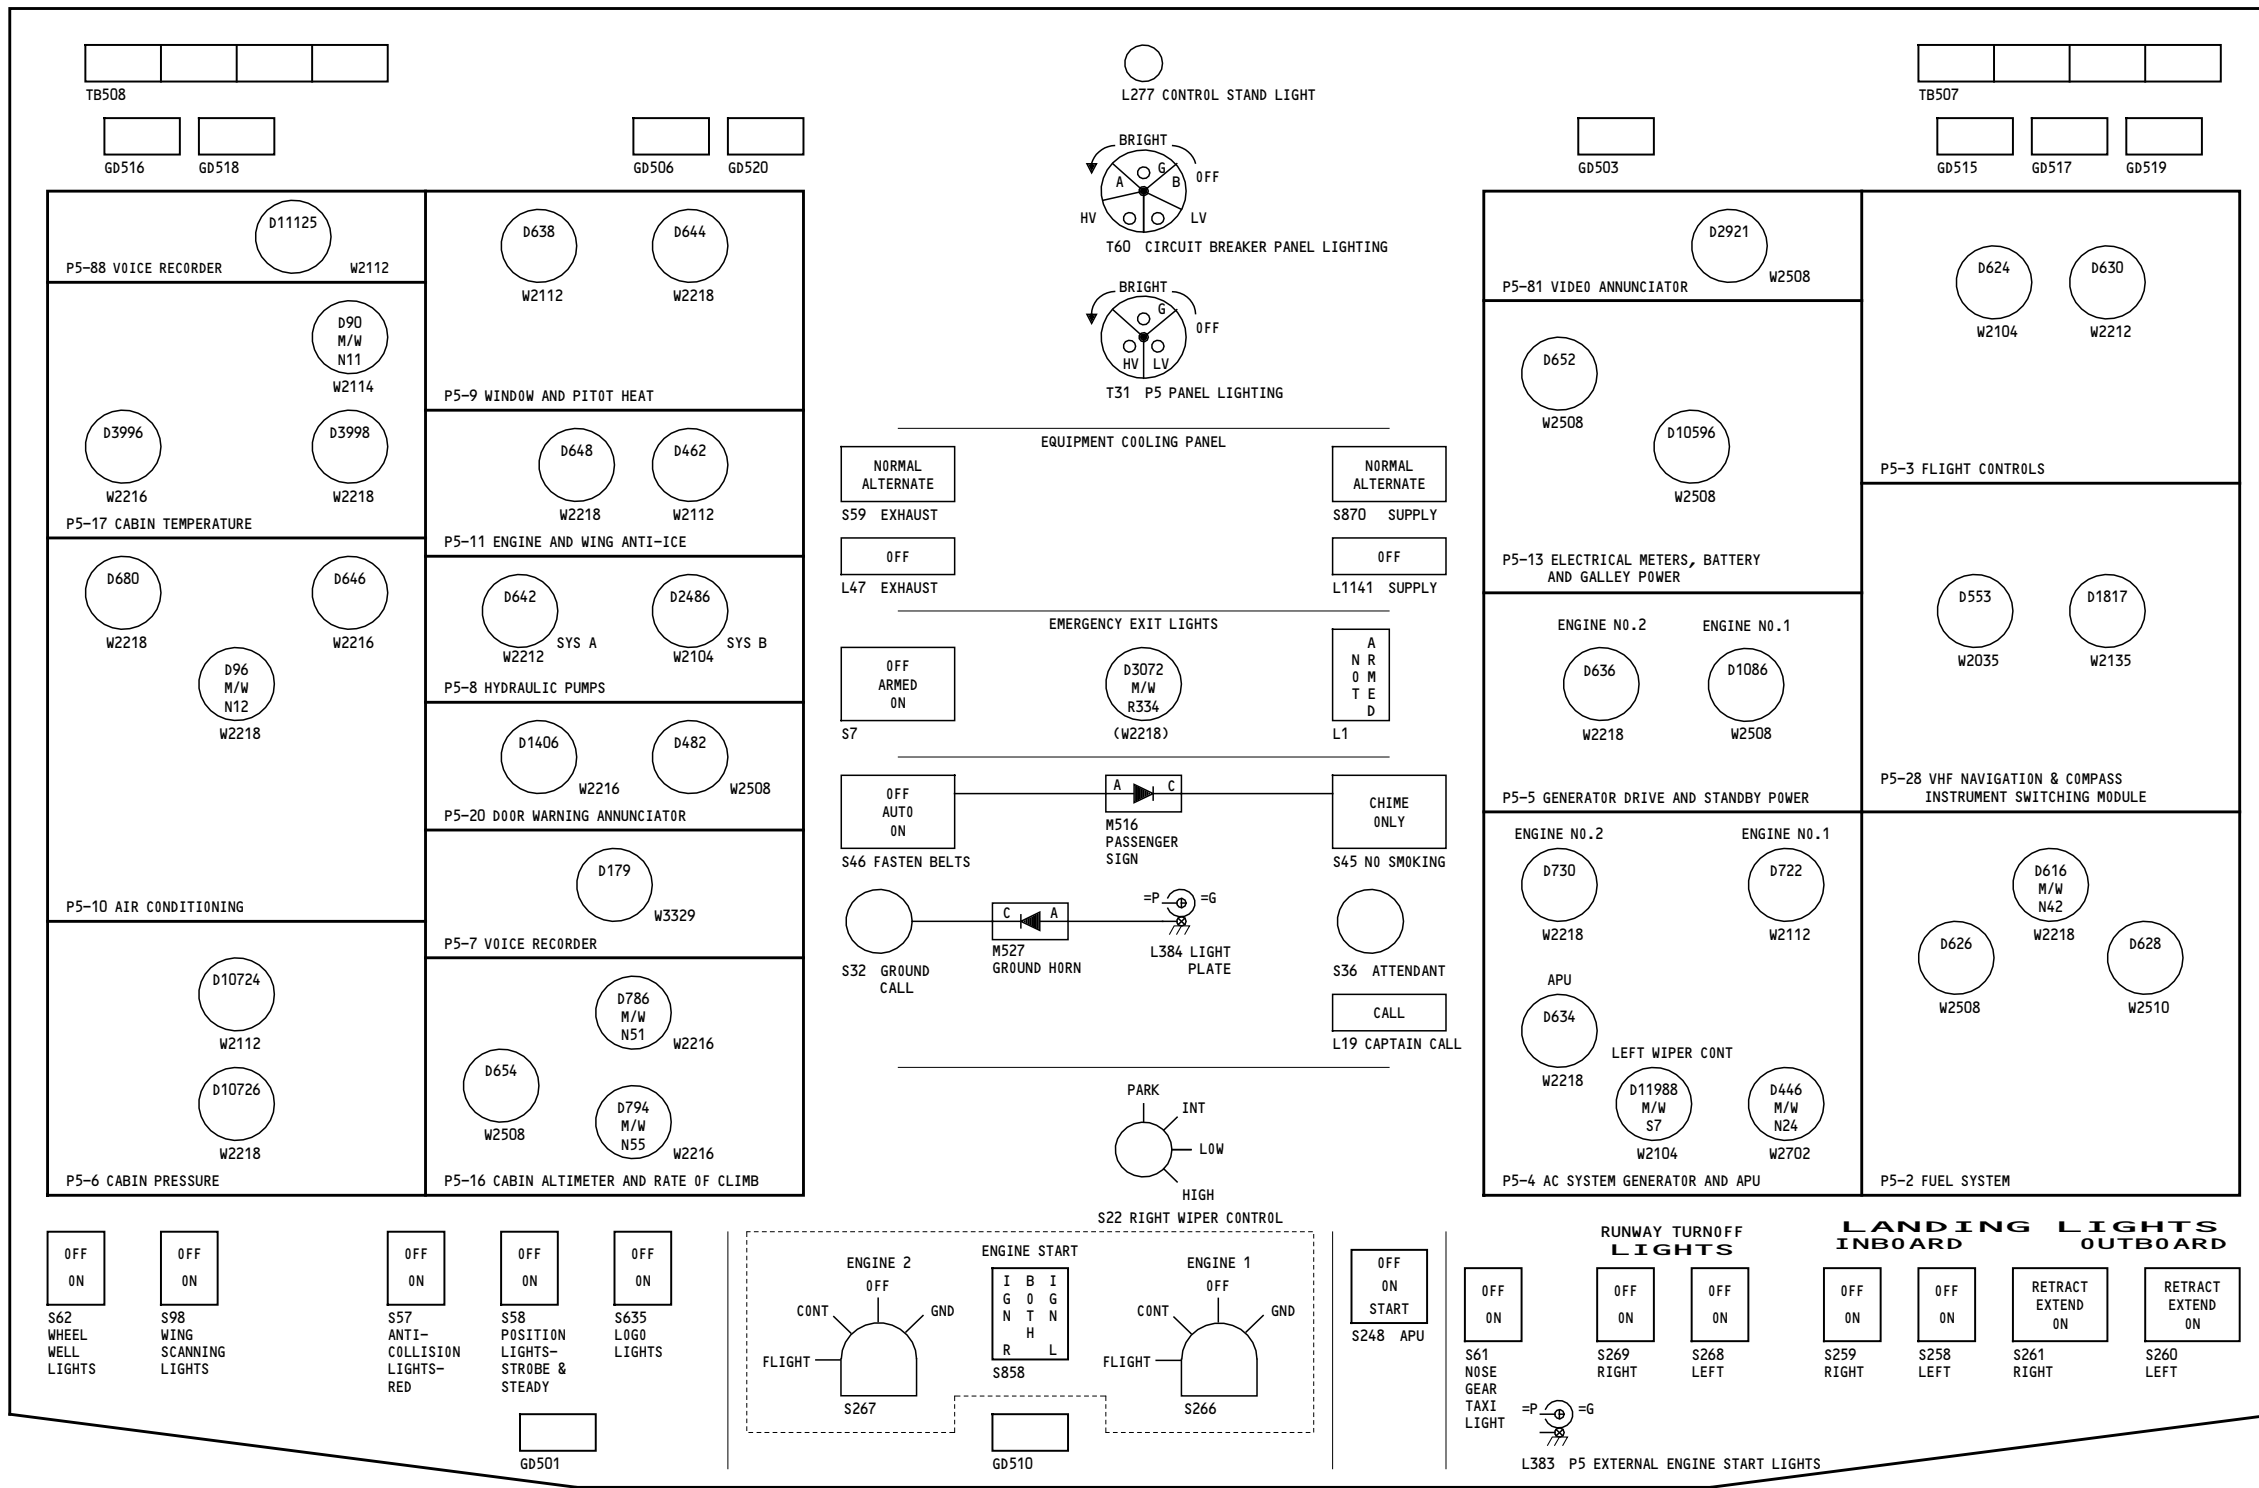 TB508
GD516
GD518
GD506
GD520
L277 CONTROL STAND LIGHT
TB507
GD503
GD515
GD517
GD519
D11125
P5-88 VOICE RECORDER
W2112
D90
M/W
N11
W2114
D3996
W2216
D3998
W2218
P5-17 CABIN TEMPERATURE
D680
W2218
D646
W2216
D96
M/W
N12
W2218
P5-10 AIR CONDITIONING
D10724
W2112
D10726
W2218
P5-6 CABIN PRESSURE
D638
W2112
D644
W2218
P5-9 WINDOW AND PITOT HEAT
D648
W2218
D462
W2112
P5-11 ENGINE AND WING ANTI-ICE
D642
W2212
SYS A
D2486
W2104
SYS B
P5-8 HYDRAULIC PUMPS
D1406
W2216
D482
W2508
P5-20 DOOR WARNING ANNUNCIATOR
D179
W3329
P5-7 VOICE RECORDER
D786
M/W
N51
W2216
D654
W2508
D794
M/W
N55
W2216
P5-16 CABIN ALTIMETER AND RATE OF CLIMB
BRIGHT
OFF
G
A
B
HV
LV
T60 CIRCUIT BREAKER PANEL LIGHTING
BRIGHT
OFF
G
HV
LV
T31 P5 PANEL LIGHTING
EQUIPMENT COOLING PANEL
NORMAL
ALTERNATE
S59 EXHAUST
NORMAL
ALTERNATE
S870 SUPPLY
OFF
L47 EXHAUST
OFF
L1141 SUPPLY
EMERGENCY EXIT LIGHTS
OFF
ARMED
ON
S7
D3072
M/W
R334
(W2218)
NOT
ARMED
L1
OFF
AUTO
ON
S46 FASTEN BELTS
A
C
M516
PASSENGER
SIGN
CHIME
ONLY
S45 NO SMOKING
S32 GROUND
CALL
C
A
M527
GROUND HORN
=P
=G
L384 LIGHT
PLATE
S36 ATTENDANT
CALL
L19 CAPTAIN CALL
PARK
INT
LOW
HIGH
S22 RIGHT WIPER CONTROL
D2921
W2508
P5-81 VIDEO ANNUNCIATOR
D652
W2508
D10596
W2508
P5-13 ELECTRICAL METERS, BATTERY
AND GALLEY POWER
ENGINE NO.2
D636
W2218
ENGINE NO.1
D1086
W2508
P5-5 GENERATOR DRIVE AND STANDBY POWER
ENGINE NO.2
D730
W2218
ENGINE NO.1
D722
W2112
APU
D634
W2218
LEFT WIPER CONT
D11988
M/W
S7
W2104
D446
M/W
N24
W2702
P5-4 AC SYSTEM GENERATOR AND APU
D624
W2104
D630
W2212
P5-3 FLIGHT CONTROLS
D553
W2035
D1817
W2135
P5-28 VHF NAVIGATION & COMPASS
INSTRUMENT SWITCHING MODULE
D616
M/W
N42
W2218
D626
W2508
D628
W2510
P5-2 FUEL SYSTEM
OFF
ON
S62
WHEEL
WELL
LIGHTS
OFF
ON
S98
WING
SCANNING
LIGHTS
OFF
ON
S57
ANTI-
COLLISION
LIGHTS-
RED
OFF
ON
S58
POSITION
LIGHTS-
STROBE &
STEADY
OFF
ON
S635
LOGO
LIGHTS
GD501
ENGINE 2
OFF
CONT
GND
FLIGHT
S267
ENGINE START
IGN R
BOTH
IGN L
S858
ENGINE 1
OFF
CONT
GND
FLIGHT
S266
GD510
OFF
ON
START
S248 APU
OFF
ON
S61
NOSE
GEAR
TAXI
LIGHT
RUNWAY TURNOFF
LIGHTS
OFF
ON
S269
RIGHT
OFF
ON
S268
LEFT
LANDING LIGHTS
INBOARD
OUTBOARD
OFF
ON
S259
RIGHT
OFF
ON
S258
LEFT
RETRACT
EXTEND
ON
S261
RIGHT
RETRACT
EXTEND
ON
S260
LEFT
=P
=G
L383 P5 EXTERNAL ENGINE START LIGHTS